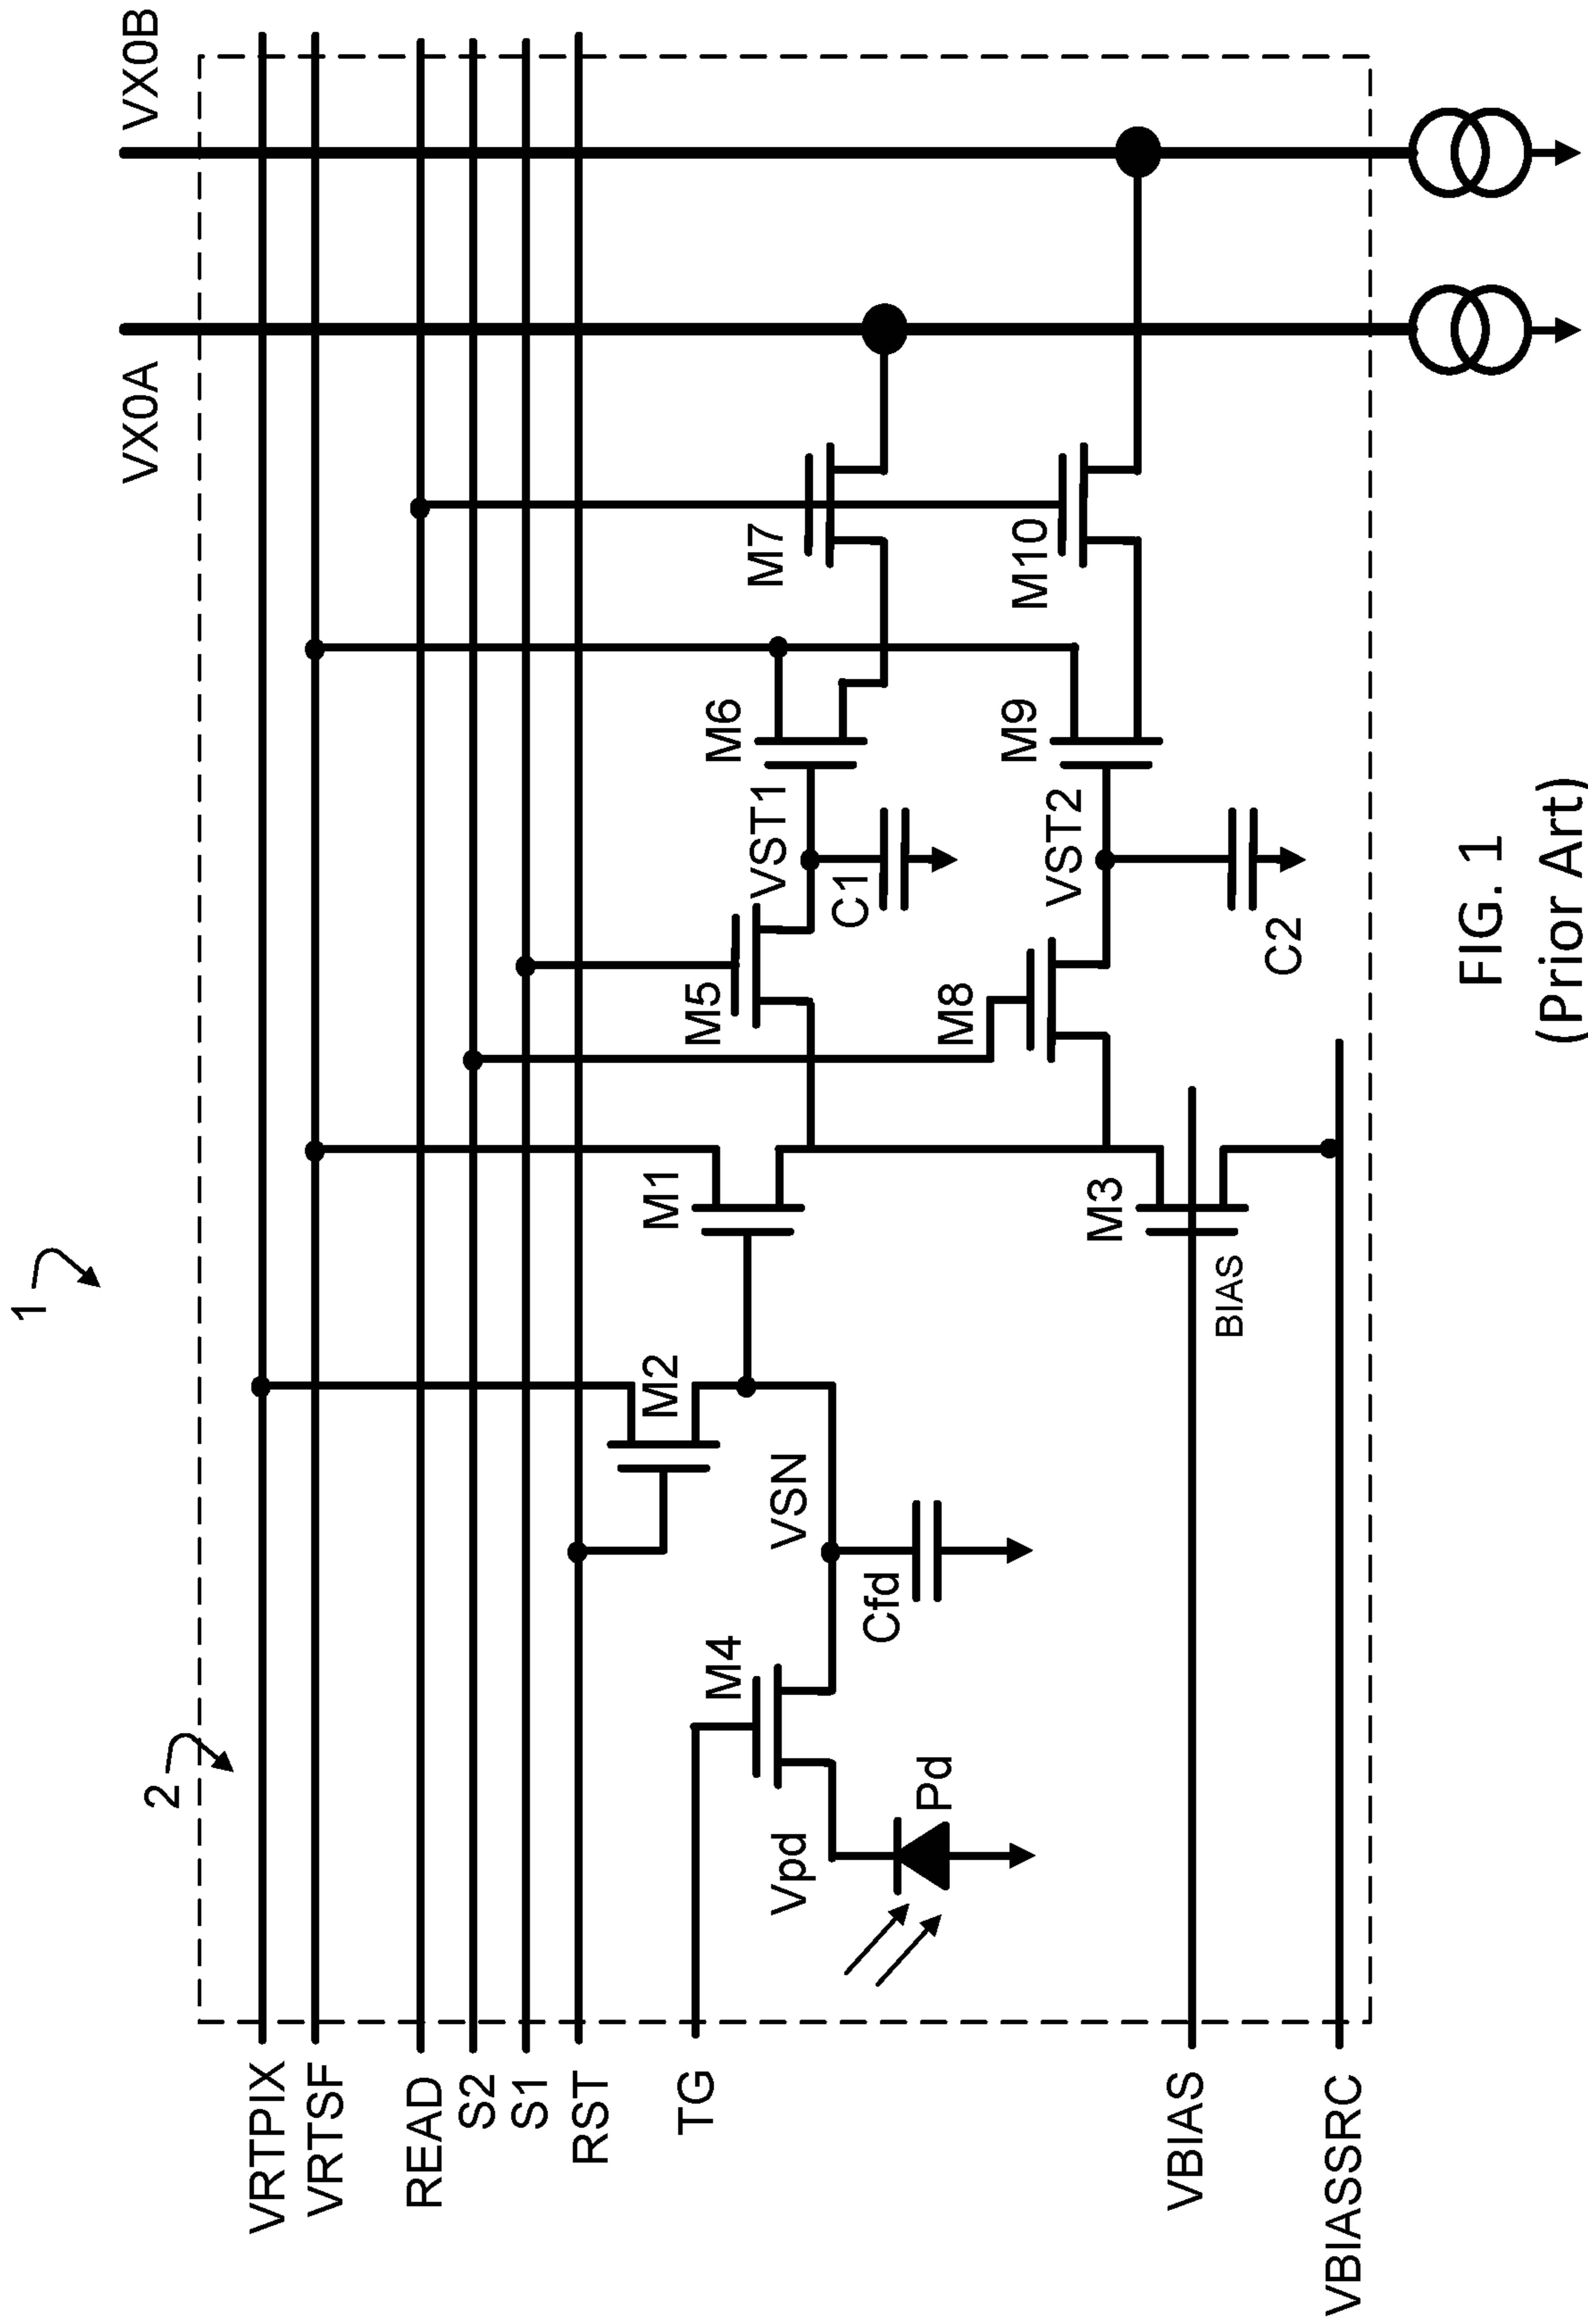 1
2
VX0A
VX0B
VRTPIX
VRTSF
READ
S2
S1
RST
TG
VBIAS
VBIASSRC
M4
Vpd
Pd
Cfd
VSN
M2
M1
M3
BIAS
M5
M8
VST1
C1
VST2
C2
M6
M9
M7
M10
FIG. 1
(Prior Art)